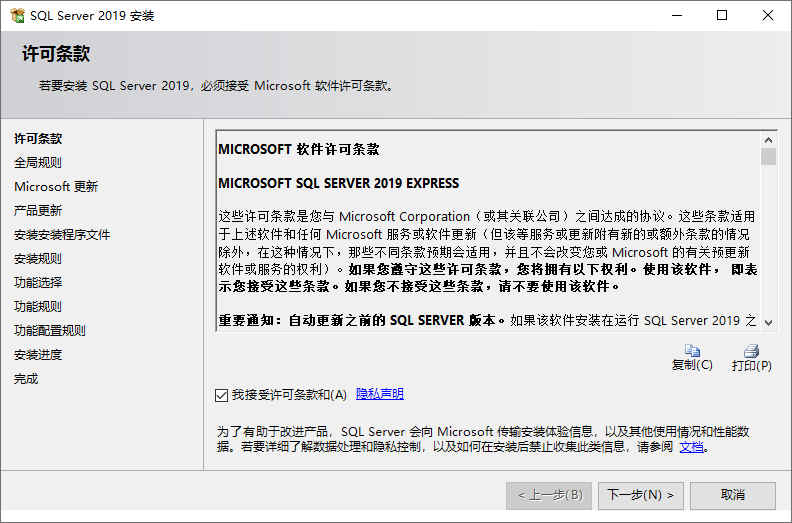 SQL Server 2019 安装
许可条款
若要安装 SQL Server 2019，必须接受 Microsoft 软件许可条款。
许可条款
全局规则
Microsoft 更新
产品更新
安装安装程序文件
安装规则
功能选择
功能规则
功能配置规则
安装进度
完成
MICROSOFT 软件许可条款
MICROSOFT SQL SERVER 2019 EXPRESS
这些许可条款是您与 Microsoft Corporation（或其关联公司）之间达成的协议。这些条款适用
于上述软件和任何 Microsoft 服务或软件更新（但该等服务或更新附有新的或额外条款的情况
除外，在这种情况下，那些不同条款预期会适用，并且不会改变您或 Microsoft 的有关预更新
软件或服务的权利）。如果您遵守这些许可条款，您将拥有以下权利。使用该软件， 即表
示您接受这些条款。如果您不接受这些条款，请不要使用该软件。
重要通知：自动更新之前的 SQL SERVER 版本。如果该软件安装在运行 SQL Server 2019 之
复制(C)
打印(P)
我接受许可条款和(A) 隐私声明
为了有助于改进产品，SQL Server 会向 Microsoft 传输安装体验信息，以及其他使用情况和性能数
据。若要详细了解数据处理和隐私控制，以及如何在安装后禁止收集此类信息，请参阅 文档。
< 上一步(B)
下一步(N) >
取消